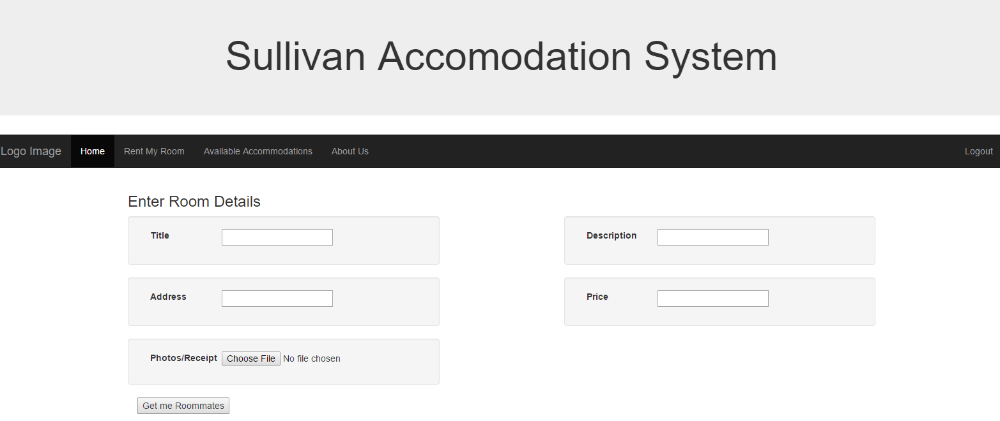 Sullivan Accomodation System
Logo Image Home Rent My Room Available Accommodations About Us Logout
Enter Room Details
Title Description
Address Price
Photos/Receipt Choose File No file chosen
Get me Roommates